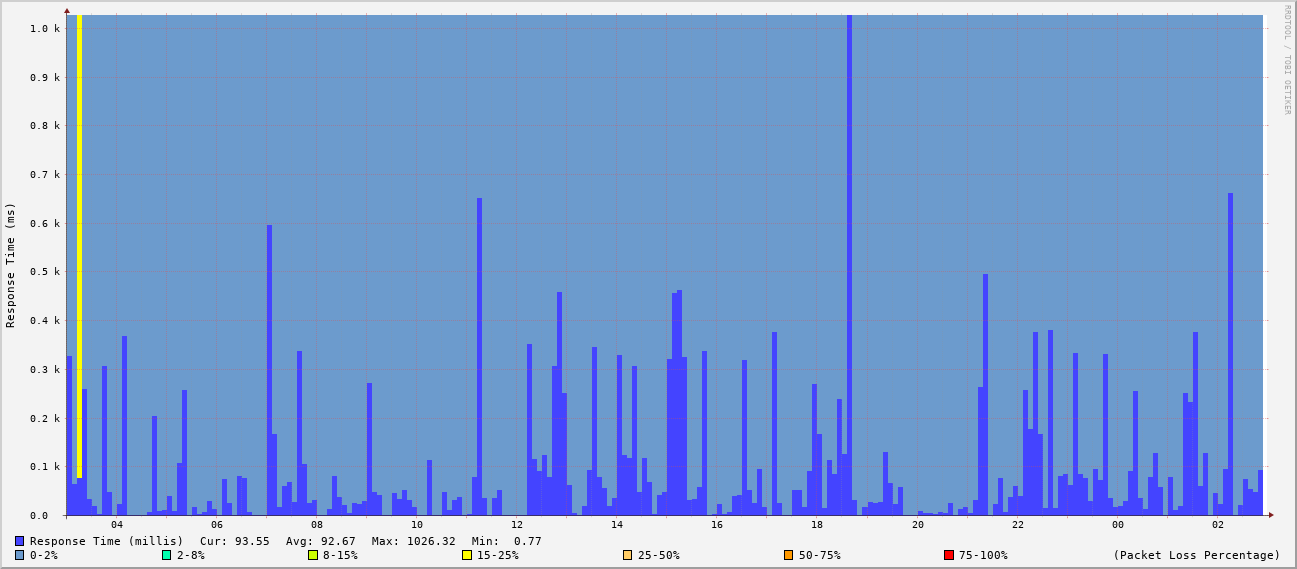 RRDTOOL / TOBI OETIKER
Response Time (ms)
1.0 k
0.9 k
0.8 k
0.7 k
0.6 k
0.5 k
0.4 k
0.3 k
0.2 k
0.1 k
0.0
04 06 08 10 12 14 16 18 20 22 00 02
Response Time (millis) Cur: 93.55 Avg: 92.67 Max: 1026.32 Min: 0.77
0-2% 2-8% 8-15% 15-25% 25-50% 50-75% 75-100% (Packet Loss Percentage)